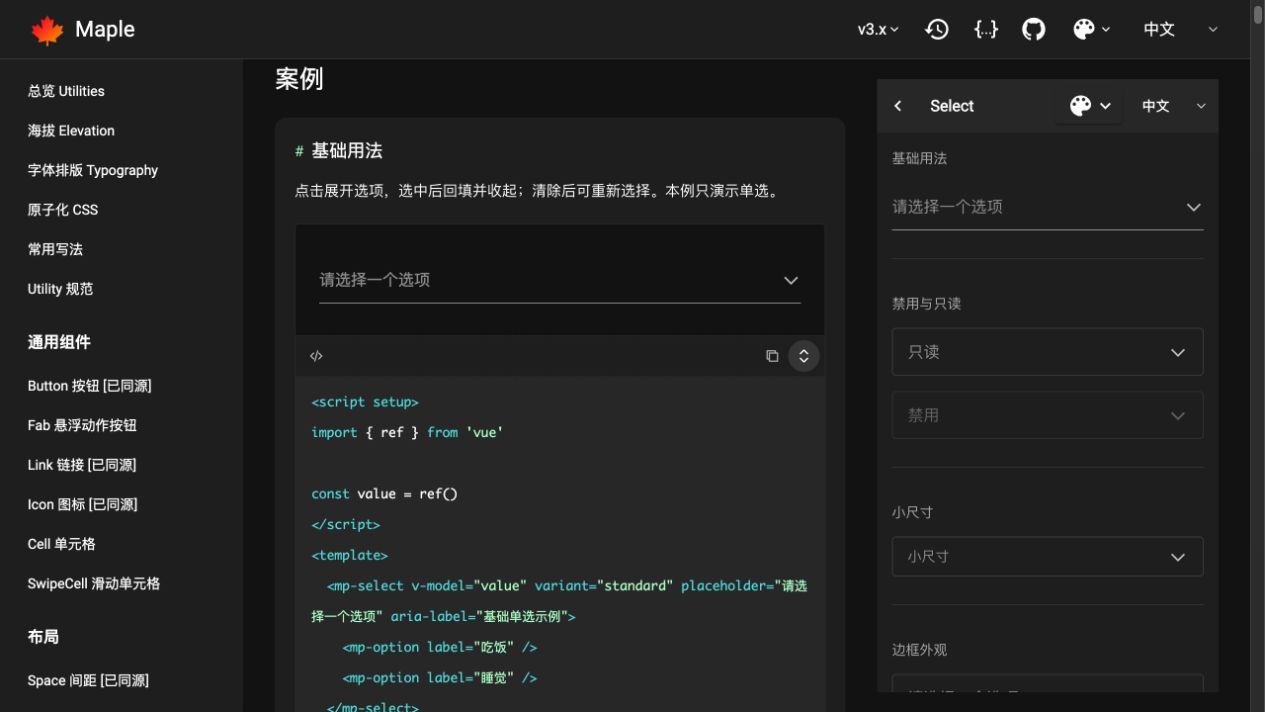 Maple
v3.x
{...}
中文
总览 Utilities
海拔 Elevation
字体排版 Typography
原子化 CSS
常用写法
Utility 规范
通用组件
Button 按钮 [已同源]
Fab 悬浮动作按钮
Link 链接 [已同源]
Icon 图标 [已同源]
Cell 单元格
SwipeCell 滑动单元格
布局
Space 间距 [已同源]
案例
# 基础用法
点击展开选项，选中后回填并收起；清除后可重新选择。本例只演示单选。
请选择一个选项
</>
<script setup>
import { ref } from 'vue'
const value = ref()
</script>
<template>
<mp-select v-model="value" variant="standard" placeholder="请选
择一个选项" aria-label="基础单选示例">
<mp-option label="吃饭" />
<mp-option label="睡觉" />
</mp-select>
Select
中文
基础用法
请选择一个选项
禁用与只读
只读
禁用
小尺寸
小尺寸
边框外观